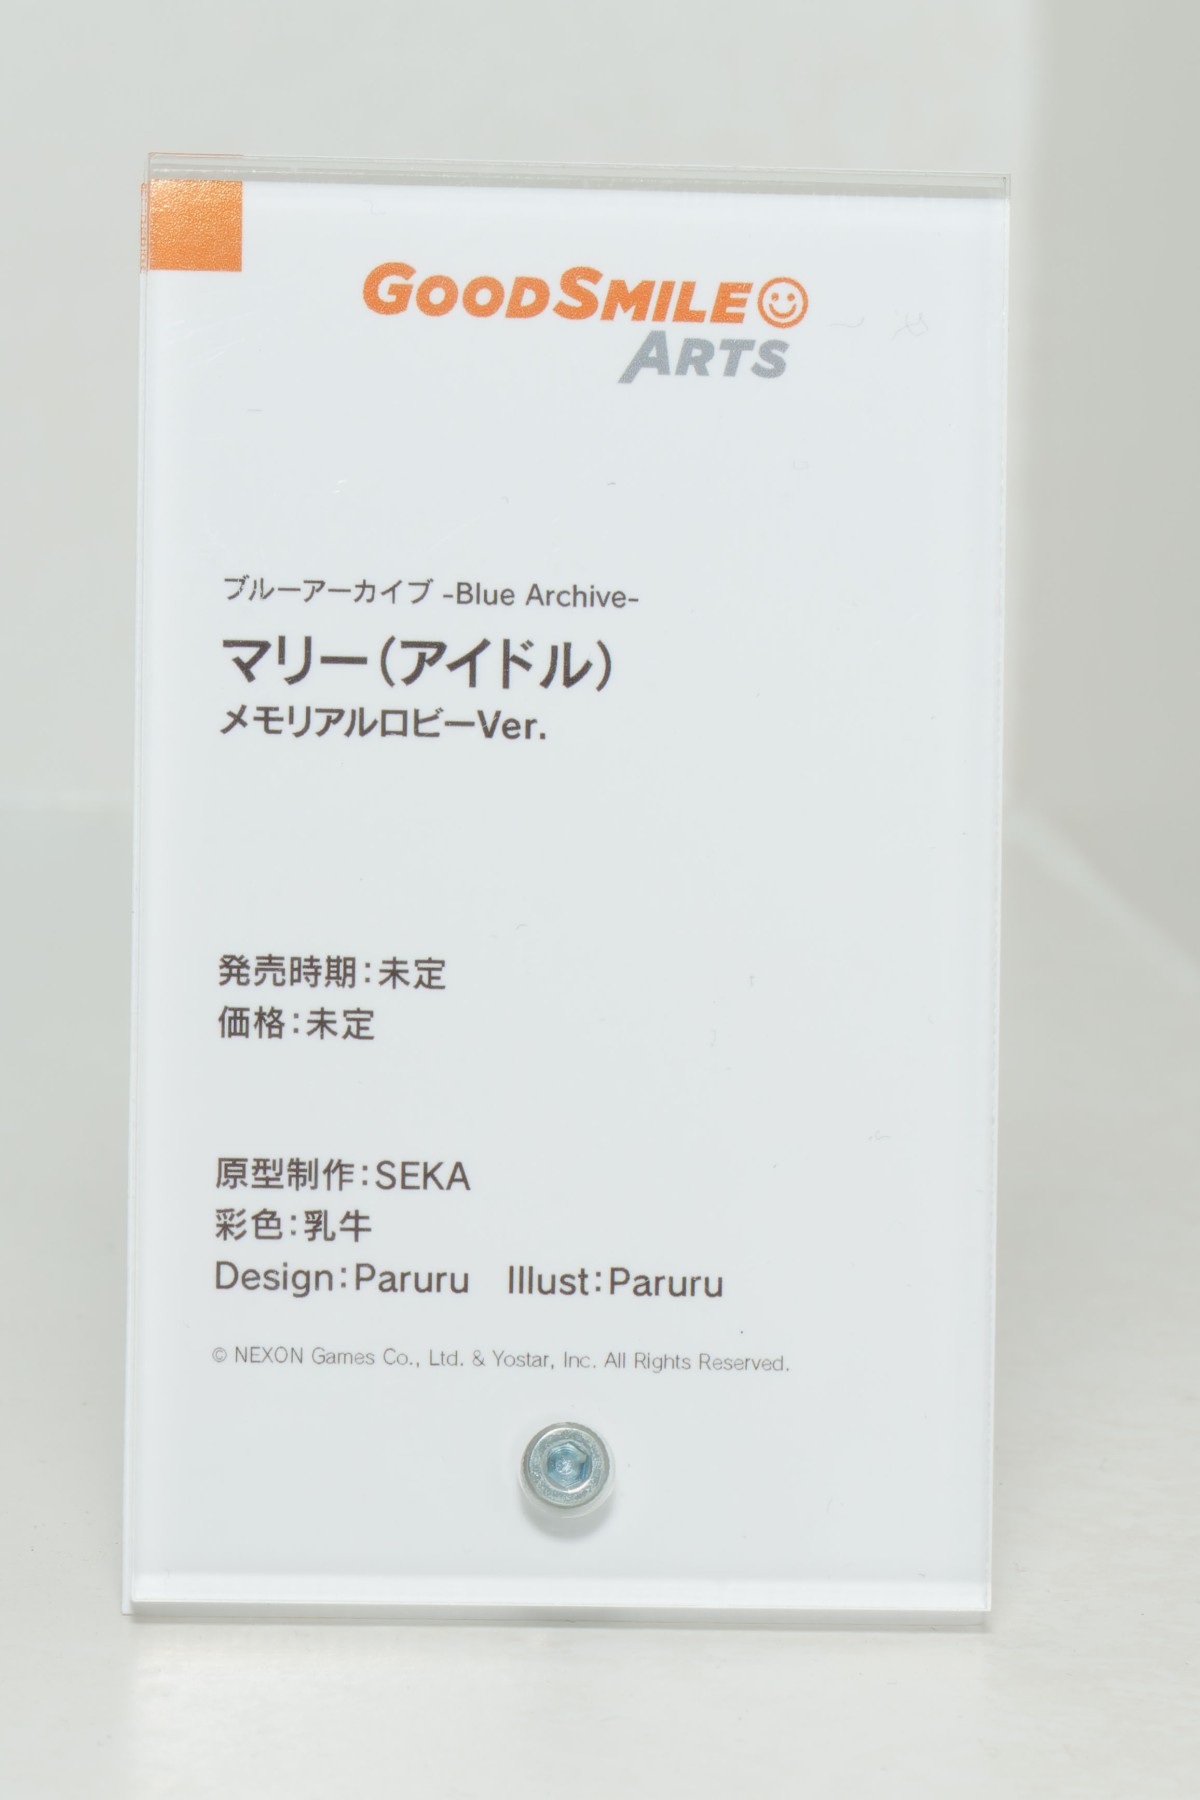 GOODSMILE
ARTS
ブルーアーカイブ -Blue Archive-
マリー（アイドル）
メモリアルロビーVer.
発売時期：未定
価格：未定
原型制作：SEKA
彩色：乳牛
Design：Paruru　Illust：Paruru
© NEXON Games Co., Ltd. & Yostar, Inc. All Rights Reserved.